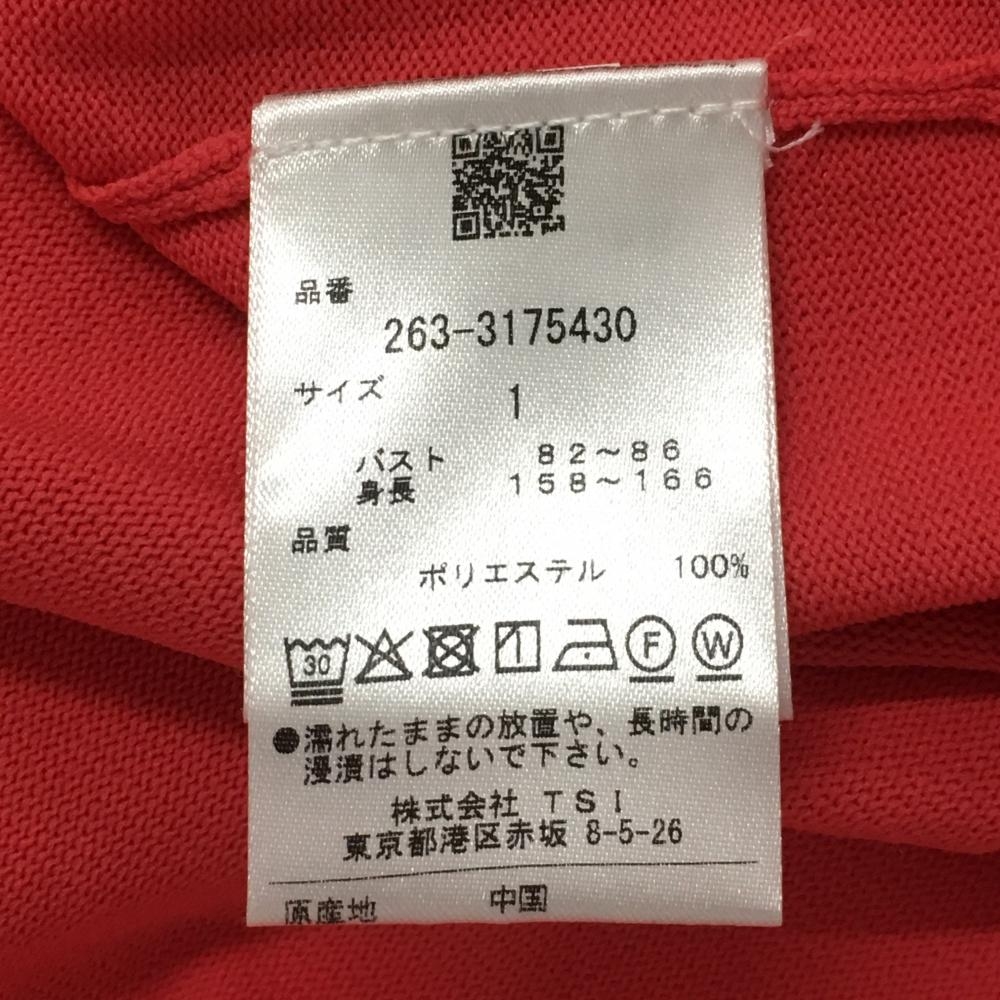 品番
263-3175430
サイズ 1
バスト 82~86
身長 158~166
品質
ポリエステル 100%
30 F W
●濡れたままの放置や、長時間の
浸漬はしないで下さい。
株式会社 TSI
東京都港区赤坂 8-5-26
原産地 中国